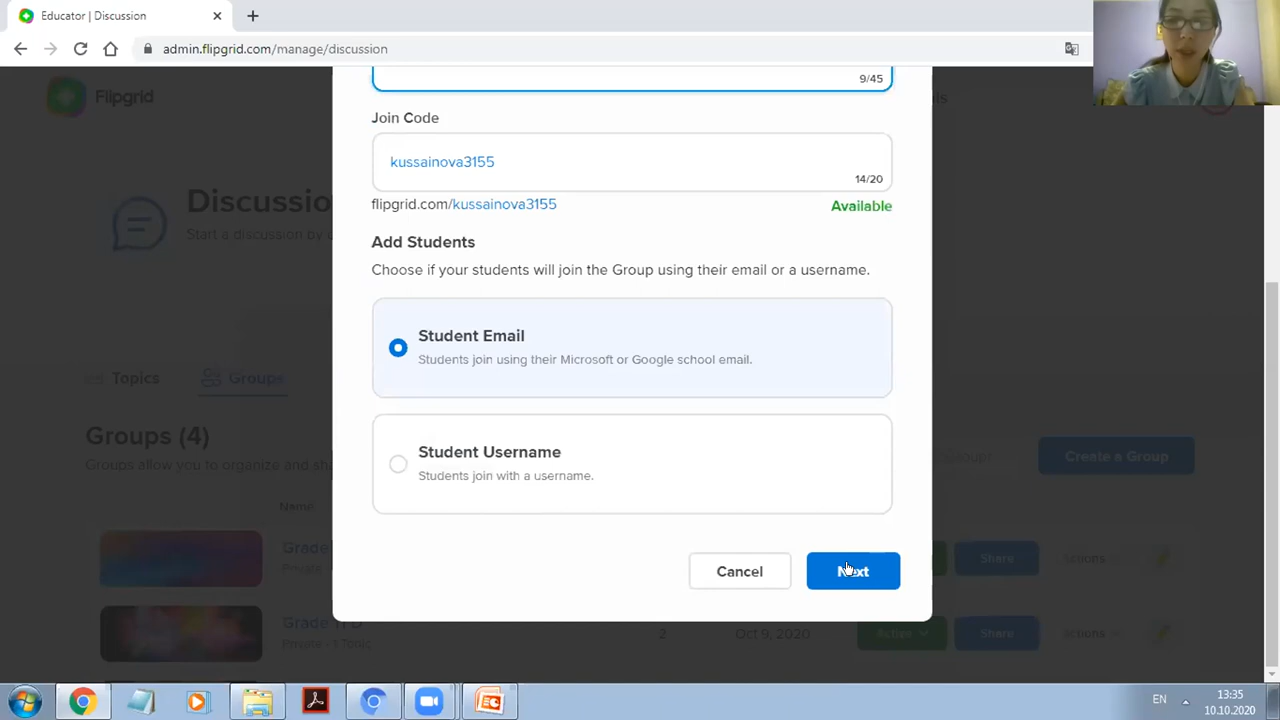 Educator | Discussion
admin.flipgrid.com/manage/discussion
Flipgrid
9/45
Join Code
kussainova3155
14/20
flipgrid.com/kussainova3155
Available
Discussio
Start a discussion by
Add Students
Choose if your students will join the Group using their email or a username.
Student Email
Students join using their Microsoft or Google school email.
Topics
Groups
Groups (4)
Groups allow you to organize and sh
Create a Group
Student Username
Students join with a username.
Name
Grade
Private
Share
Actions
Cancel
Next
Grade
Private - 1 Topic
2
Oct 9, 2020
Active
Share
Actions
EN
13:35
10.10.2020